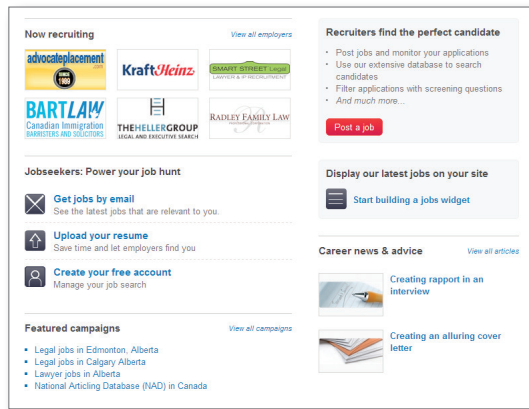 Now recruiting
View all employers
advocateplacement
.com
SINCE
1989
KraftHeinz
SMART STREET Legal
LAWYER & IP RECRUITMENT
BARTLAW
Canadian Immigration
BARRISTERS AND SOLICITORS
THEHELLERGROUP
LEGAL AND EXECUTIVE SEARCH
RADLEY FAMILY LAW
Jobseekers: Power your job hunt
Get jobs by email
See the latest jobs that are relevant to you.
Upload your resume
Save time and let employers find you
Create your free account
Manage your job search
Featured campaigns
View all campaigns
Legal jobs in Edmonton, Alberta
Legal jobs in Calgary Alberta
Lawyer jobs in Alberta
National Articling Database (NAD) in Canada
Recruiters find the perfect candidate
Post jobs and monitor your applications
Use our extensive database to search
candidates
Filter applications with screening questions
And much more...
Post a job
Display our latest jobs on your site
Start building a jobs widget
Career news & advice
View all articles
Creating rapport in an
interview
Creating an alluring cover
letter